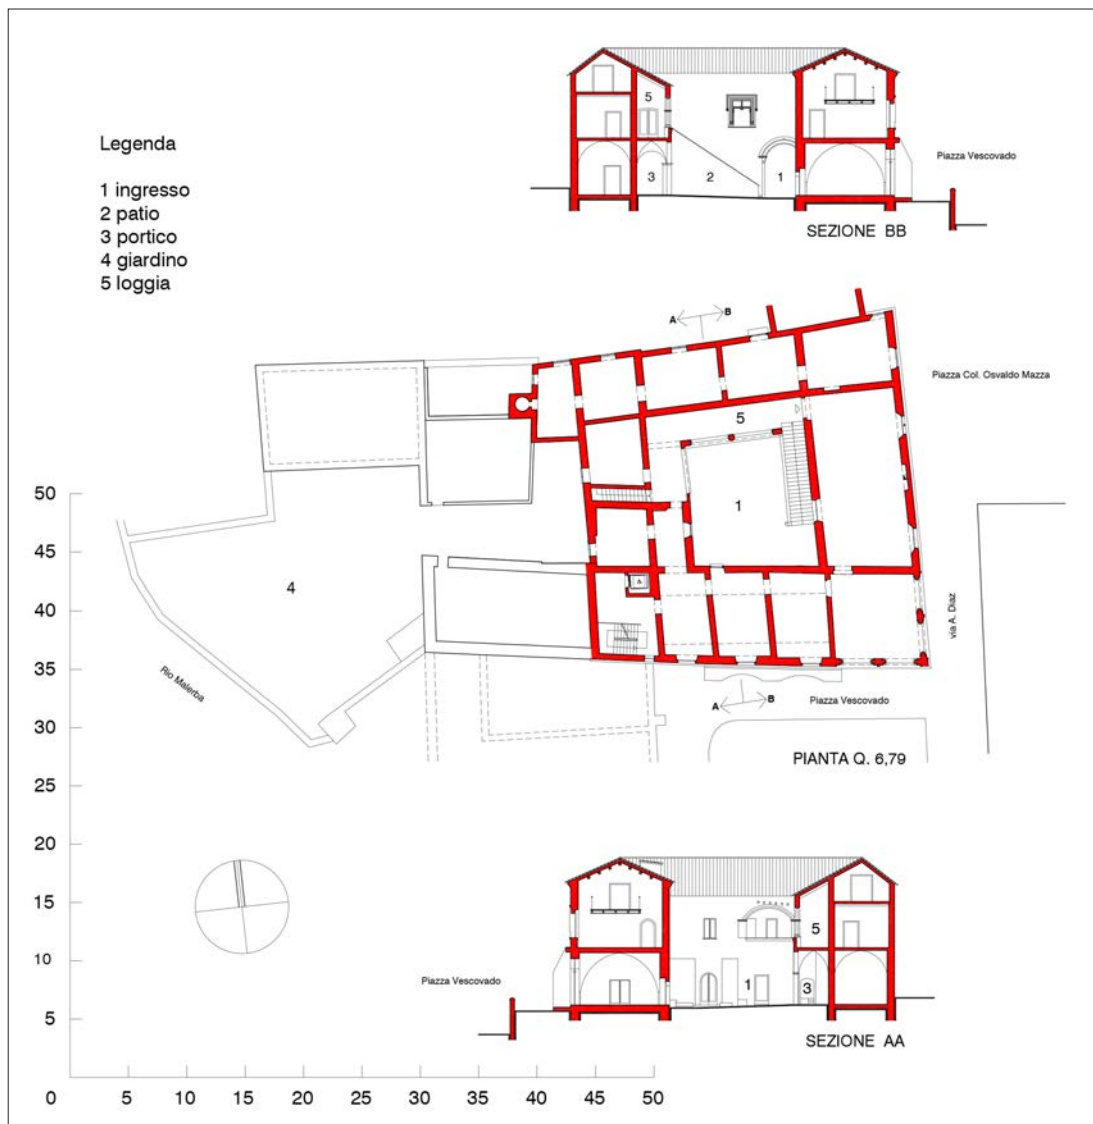 Legenda
1 ingresso
2 patio
3 portico
4 giardino
5 loggia
5
3
2
1
Piazza Vescovado
SEZIONE BB
A
B
Piazza Col. Osvaldo Mazza
5
1
4
Rio Malerba
via A. Diaz
A
B
Piazza Vescovado
PIANTA Q. 6,79
50
45
40
35
30
25
20
15
10
5
Piazza Vescovado
5
1
3
SEZIONE AA
0 5 10 15 20 25 30 35 40 45 50